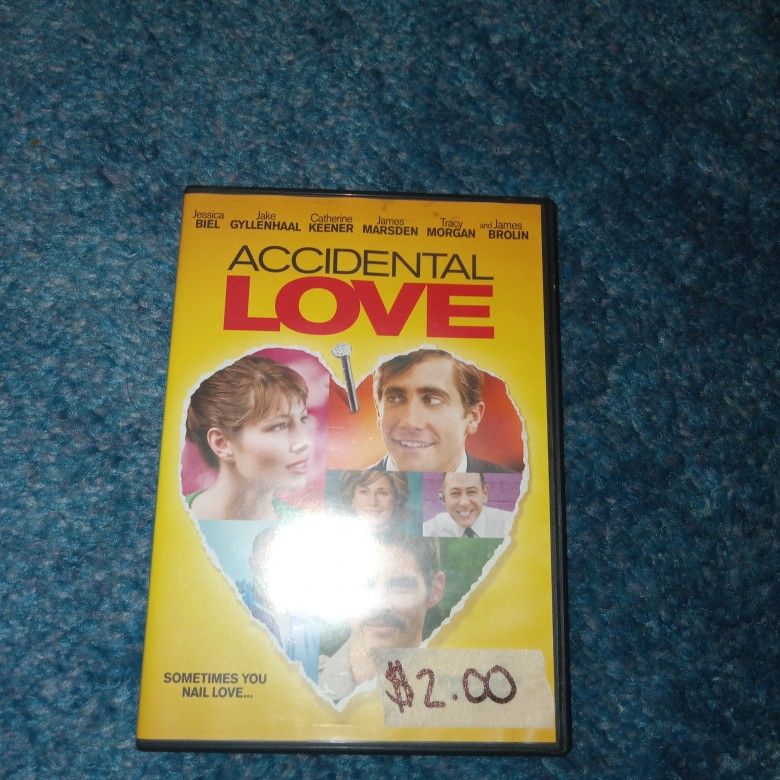 Jessica BIEL Jake GYLLENHAAL Catherine KEENER James MARSDEN Tracy MORGAN and James BROLIN
ACCIDENTAL
LOVE
SOMETIMES YOU
NAIL LOVE...
$2.00